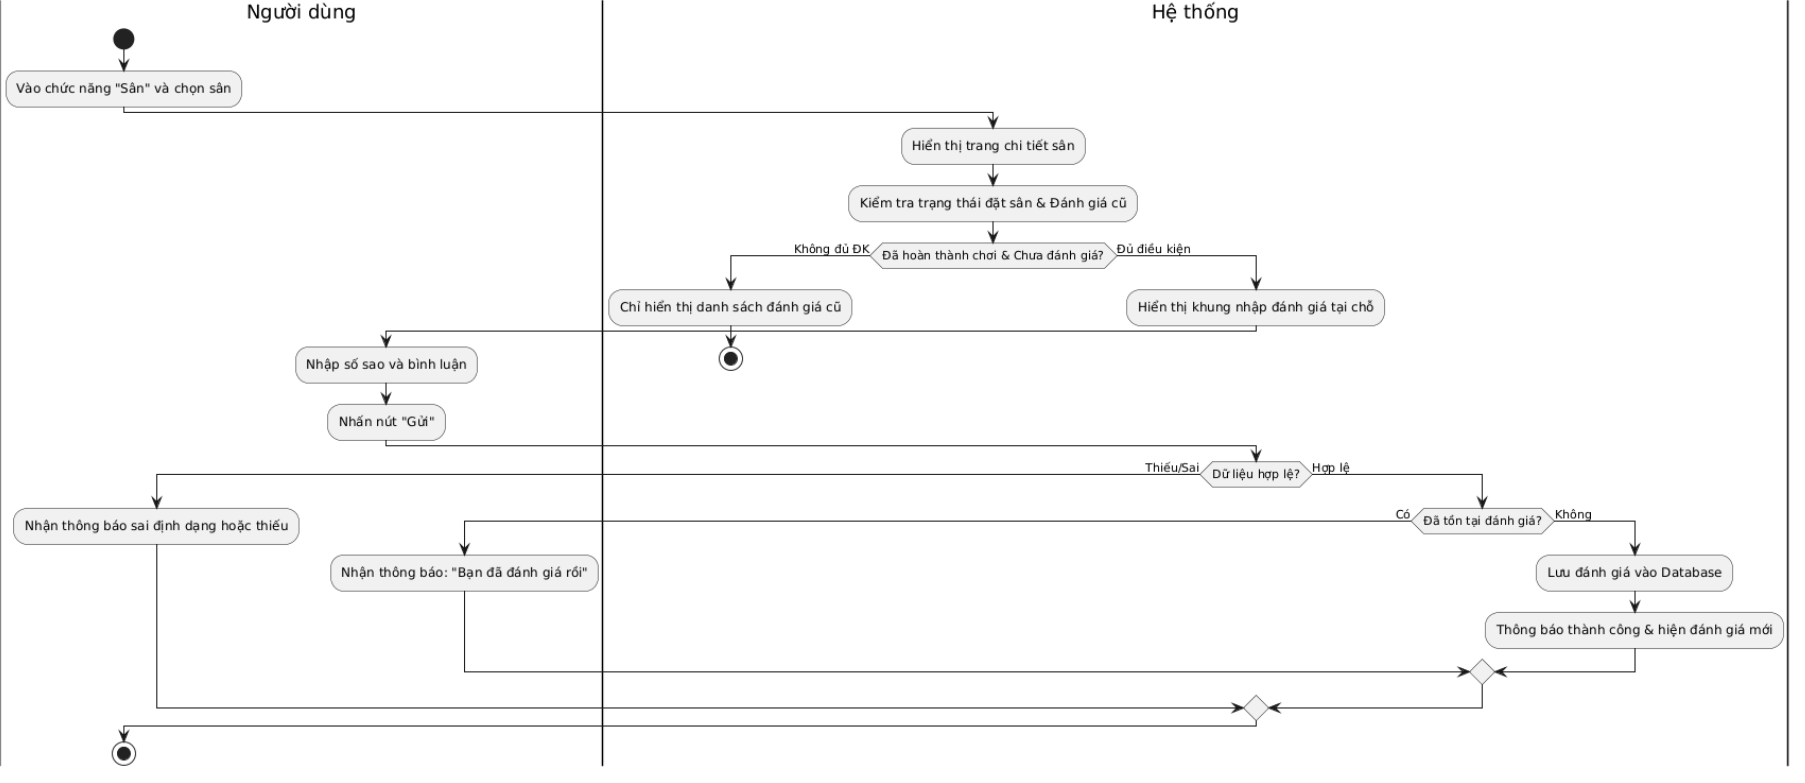 Người dùng
Hệ thống
Vào chức năng "Sân" và chọn sân
Hiển thị trang chi tiết sân
Kiểm tra trạng thái đặt sân & Đánh giá cũ
Không đủ ĐK
Đã hoàn thành chơi & Chưa đánh giá?
Đủ điều kiện
Chỉ hiển thị danh sách đánh giá cũ
Hiển thị khung nhập đánh giá tại chỗ
Nhập số sao và bình luận
Nhấn nút "Gửi"
Thiếu/Sai
Dữ liệu hợp lệ?
Hợp lệ
Nhận thông báo sai định dạng hoặc thiếu
Có
Đã tồn tại đánh giá?
Không
Nhận thông báo: "Bạn đã đánh giá rồi"
Lưu đánh giá vào Database
Thông báo thành công & hiện đánh giá mới